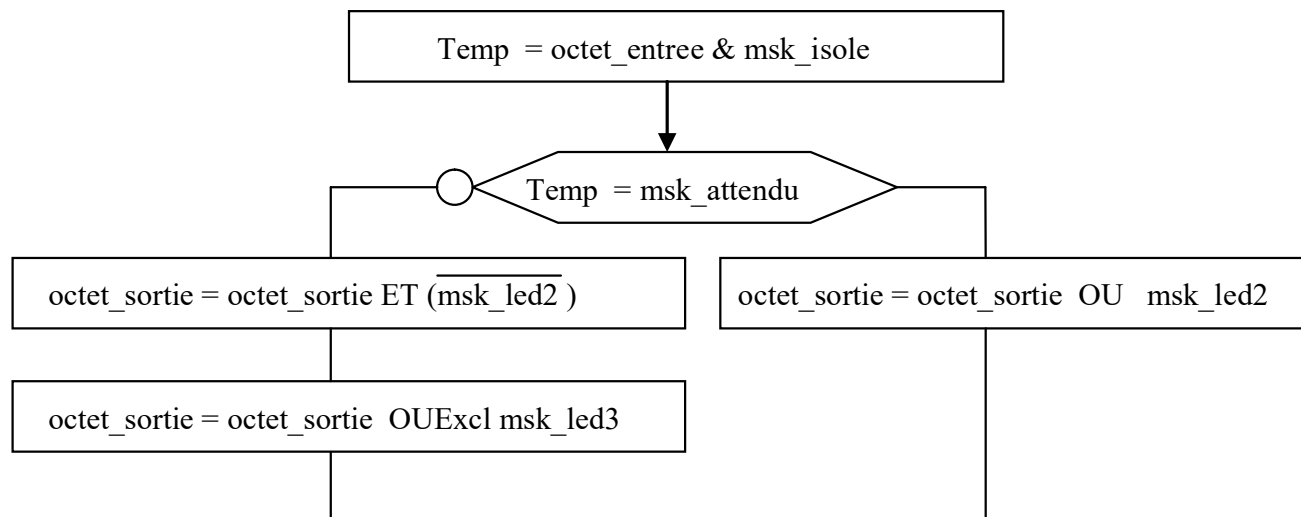 Temp = octet_entree & msk_isole
Temp = msk_attendu
octet_sortie = octet_sortie ET (msk_led2 )
octet_sortie = octet_sortie OU msk_led2
octet_sortie = octet_sortie OUExcl msk_led3